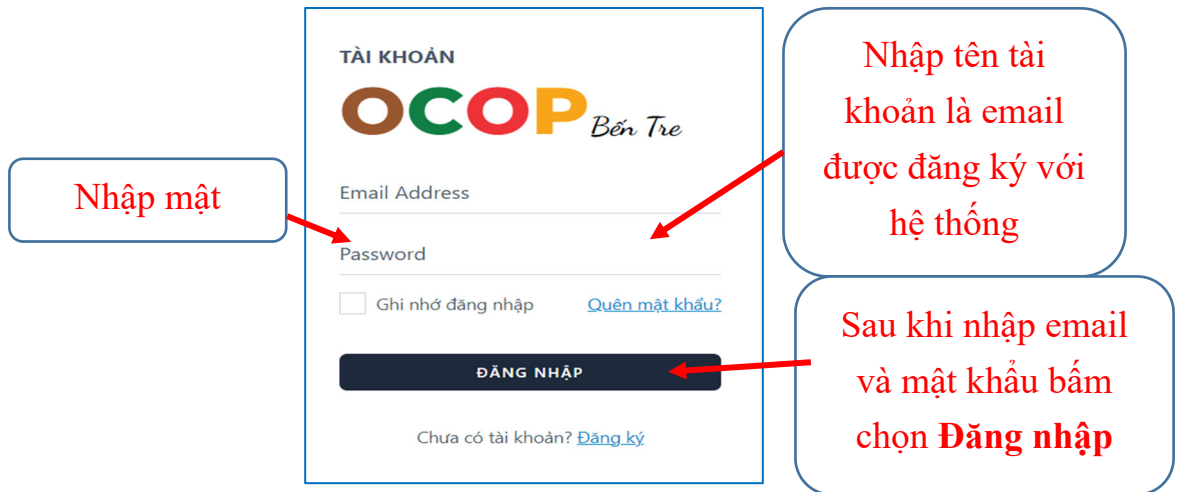 TÀI KHOẢN
OCOP Bến Tre
Email Address
Password
Ghi nhớ đăng nhập
Quên mật khẩu?
ĐĂNG NHẬP
Chưa có tài khoản? Đăng ký
Nhập mật
Nhập tên tài
khoản là email
được đăng ký với
hệ thống
Sau khi nhập email
và mật khẩu bấm
chọn Đăng nhập